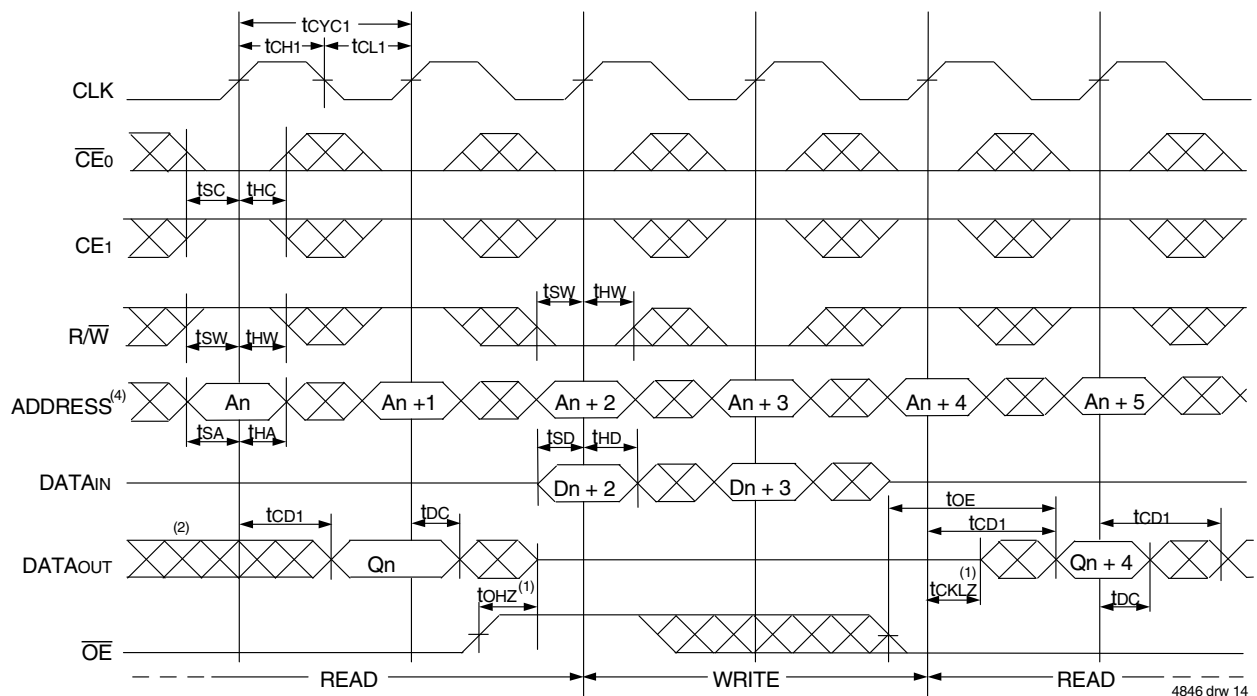 tCYC1
tCH1 tCL1
CLK
CE0
tSC tHC
CE1
tSW tHW
R/W
tSW tHW
ADDRESS(4) An An +1 An + 2 An + 3 An + 4 An + 5
tSA tHA tSD tHD
DATAIN Dn + 2 Dn + 3
tOE
(2) tCD1 tDC tCD1 tCD1
DATAOUT Qn Qn + 4
tOHZ(1) tCKLZ(1) tDC
OE
READ WRITE READ
4846 drw 14